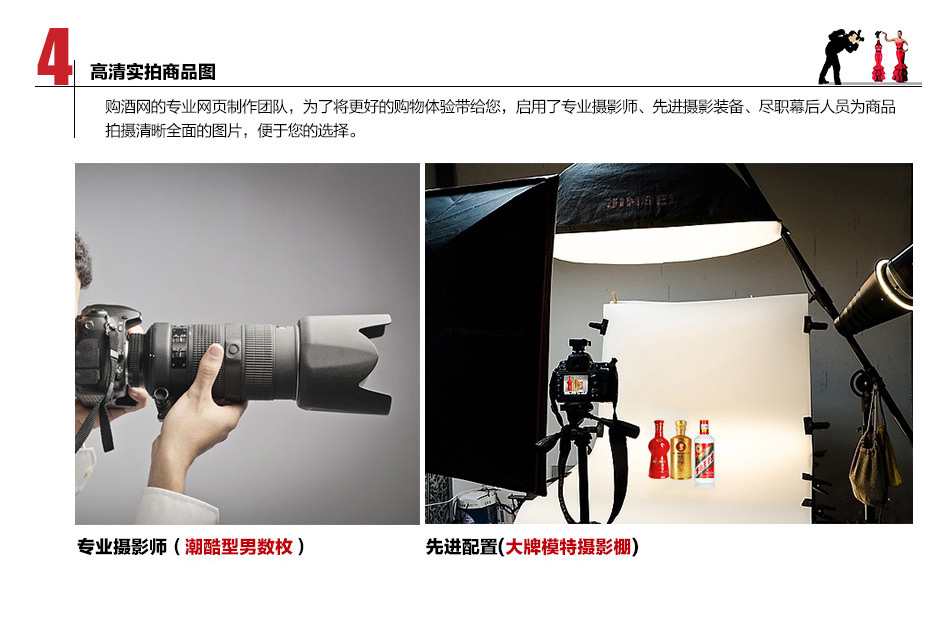 4
高清实拍商品图
购酒网的专业网页制作团队，为了将更好的购物体验带给您，启用了专业摄影师、先进摄影装备、尽职幕后人员为商品
拍摄清晰全面的图片，便于您的选择。
JINBEI
专业摄影师（潮酷型男数枚）
先进配置(大牌模特摄影棚)